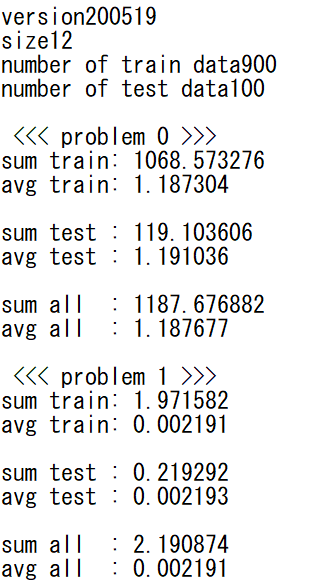 version200519
size12
number of train data900
number of test data100
<<< problem 0 >>>
sum train: 1068.573276
avg train: 1.187304
sum test : 119.103606
avg test : 1.191036
sum all  : 1187.676882
avg all  : 1.187677
<<< problem 1 >>>
sum train: 1.971582
avg train: 0.002191
sum test : 0.219292
avg test : 0.002193
sum all  : 2.190874
avg all  : 0.002191